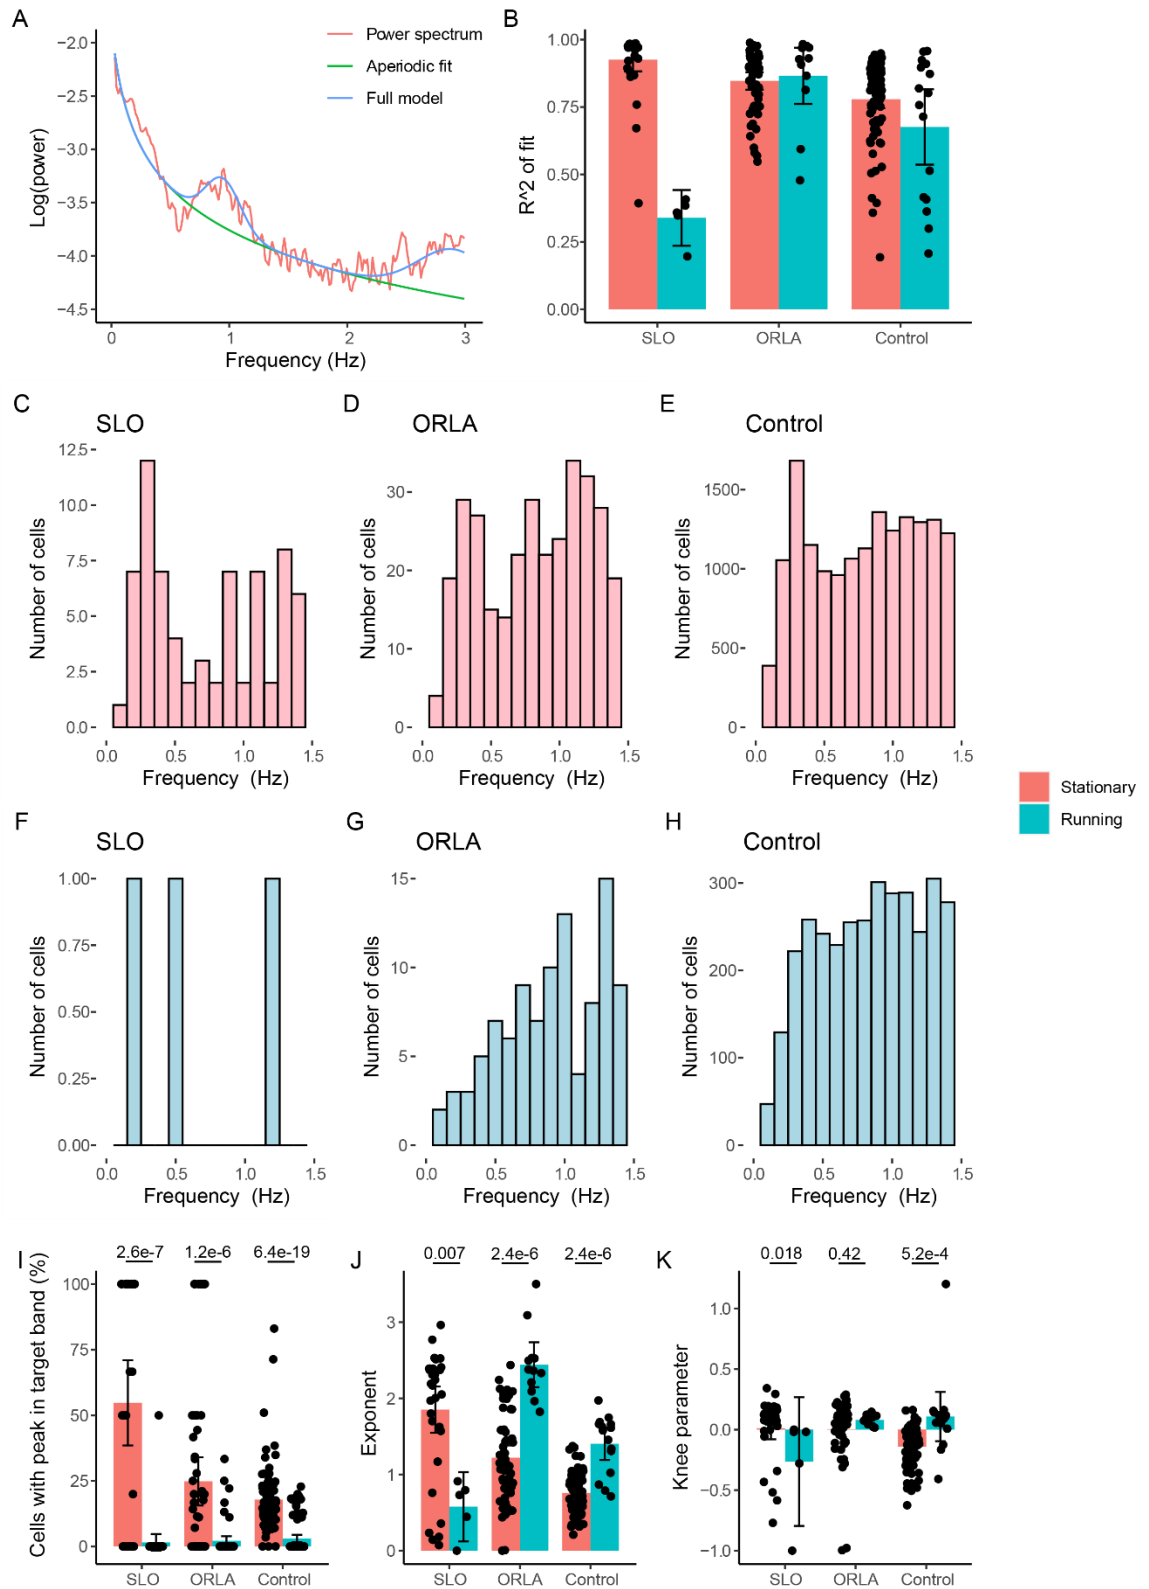 A
Log(power)
−2.0
−2.5
−3.0
−3.5
−4.0
−4.5
0 1 2 3
Frequency (Hz)
Power spectrum
Aperiodic fit
Full model
B
R^2 of fit
1.00
0.75
0.50
0.25
0.00
SLO ORLA Control
C
SLO
Number of cells
12.5
10.0
7.5
5.0
2.5
0.0
0.0 0.5 1.0 1.5
Frequency (Hz)
D
ORLA
Number of cells
30
20
10
0
0.0 0.5 1.0 1.5
Frequency (Hz)
E
Control
Number of cells
1500
1000
500
0
0.0 0.5 1.0 1.5
Frequency (Hz)
Stationary
Running
F
SLO
Number of cells
1.00
0.75
0.50
0.25
0.00
0.0 0.5 1.0 1.5
Frequency (Hz)
G
ORLA
Number of cells
15
10
5
0
0.0 0.5 1.0 1.5
Frequency (Hz)
H
Control
Number of cells
300
200
100
0
0.0 0.5 1.0 1.5
Frequency (Hz)
I
Cells with peak in target band (%)
2.6e-7 1.2e-6 6.4e-19
100
75
50
25
0
SLO ORLA Control
J
Exponent
0.007 2.4e-6 2.4e-6
3
2
1
0
SLO ORLA Control
K
Knee parameter
0.018 0.42 5.2e-4
1.0
0.5
0.0
−0.5
−1.0
SLO ORLA Control